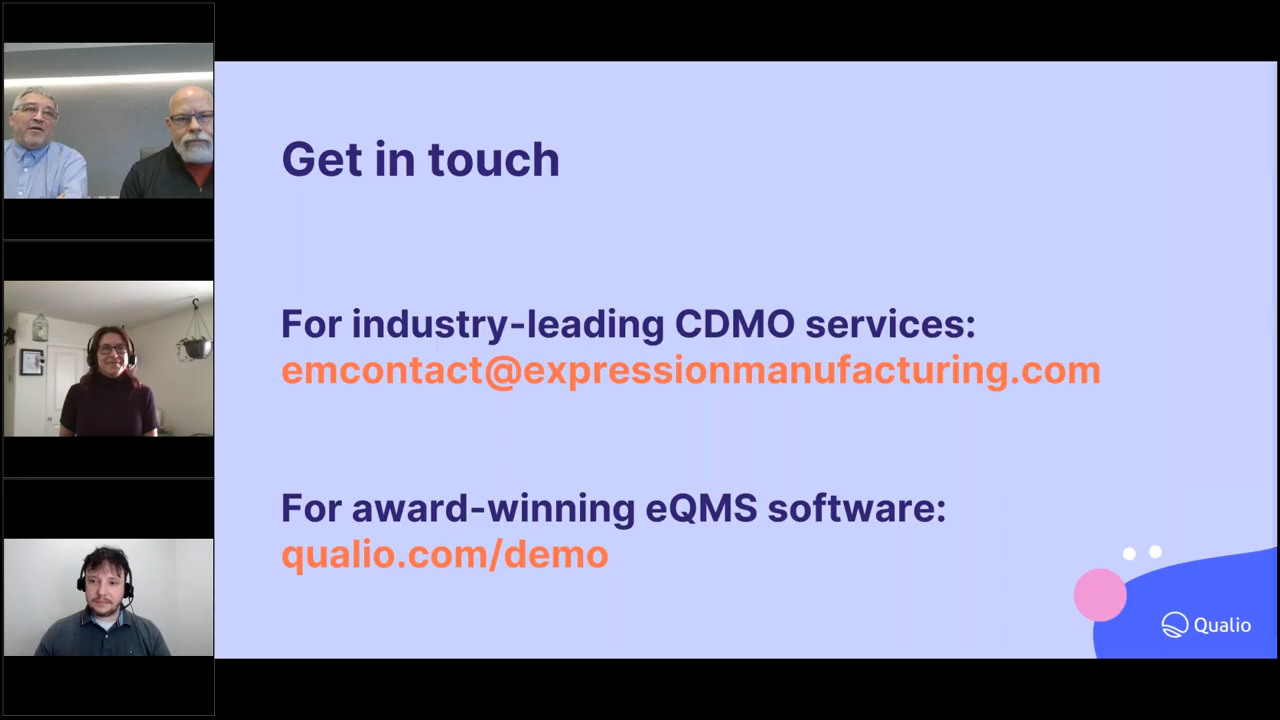 Get in touch
For industry-leading CDMO services:
emcontact@expressionmanufacturing.com
For award-winning eQMS software:
qualio.com/demo
Qualio